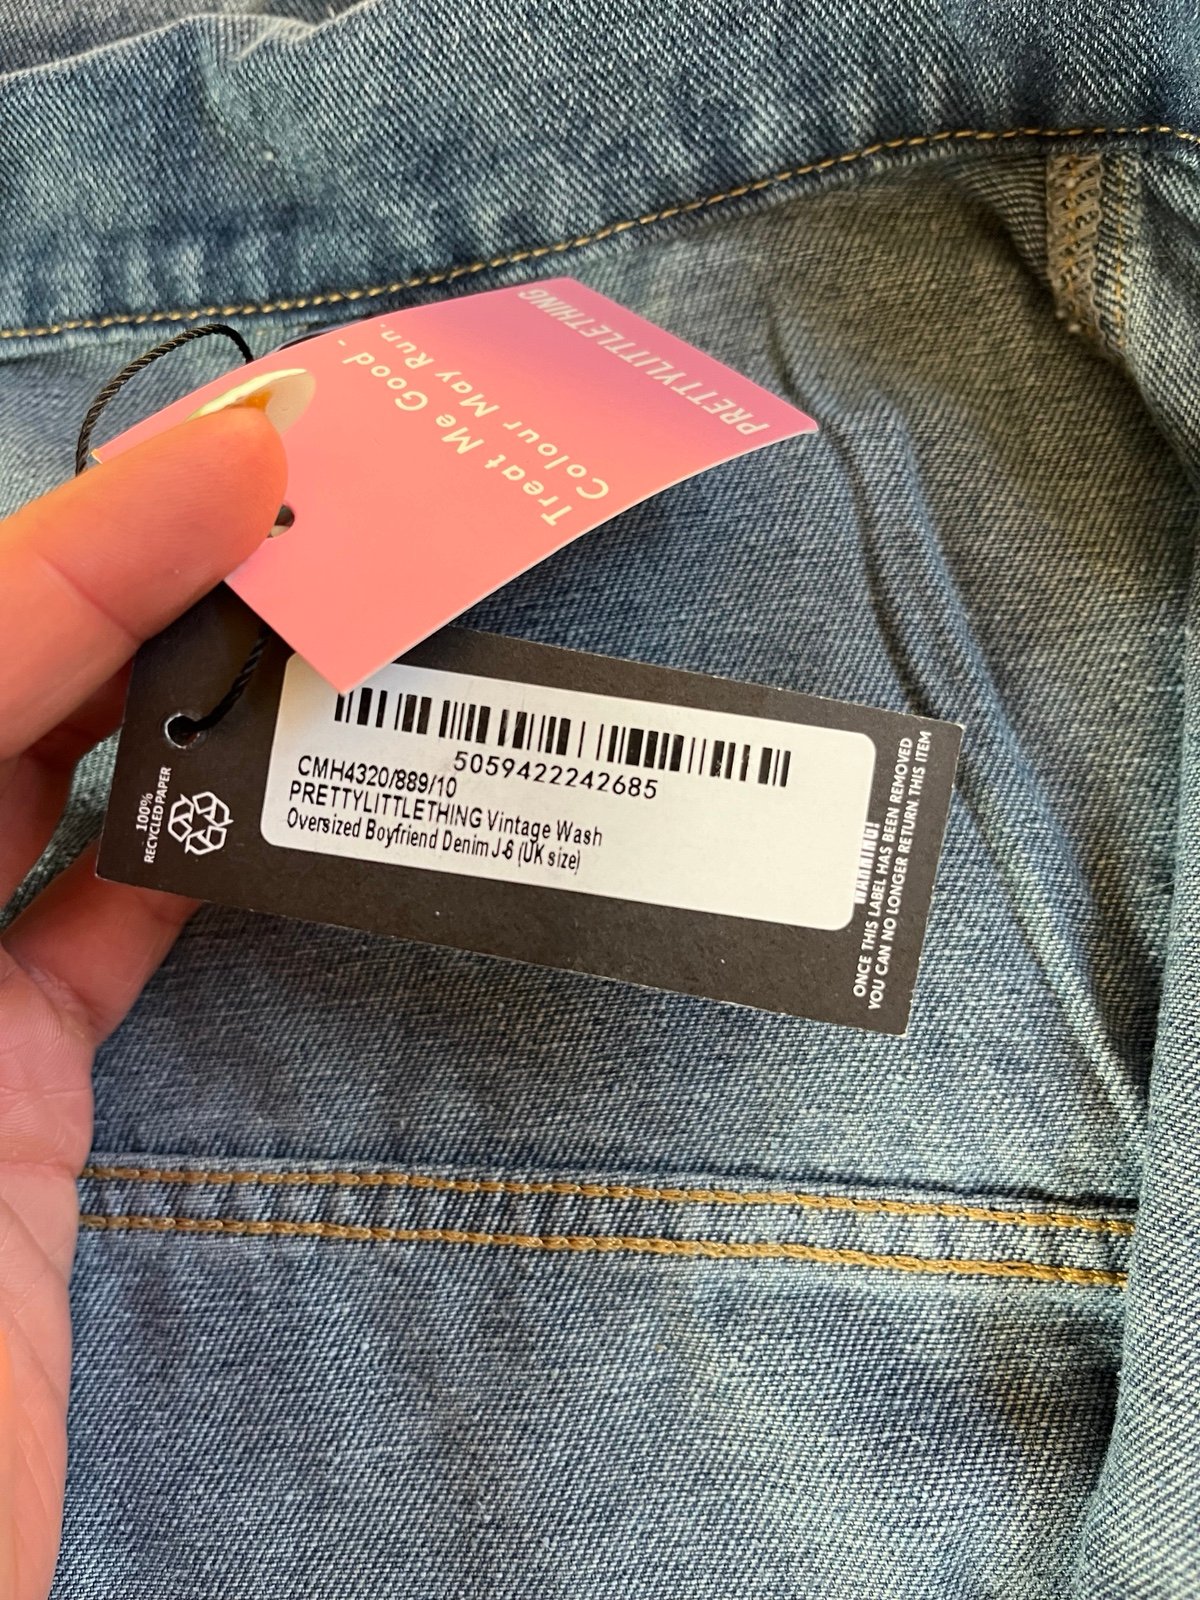 PRETTYLITTLETHING
Treat Me Good -
Colour May Run.
5059422242685
CMH4320/889/10
PRETTYLITTLETHING Vintage Wash
Oversized Boyfriend Denim J-6 (UK size)
100%
RECYCLED PAPER
WARNING!
ONCE THIS LABEL HAS BEEN REMOVED
YOU CAN NO LONGER RETURN THIS ITEM